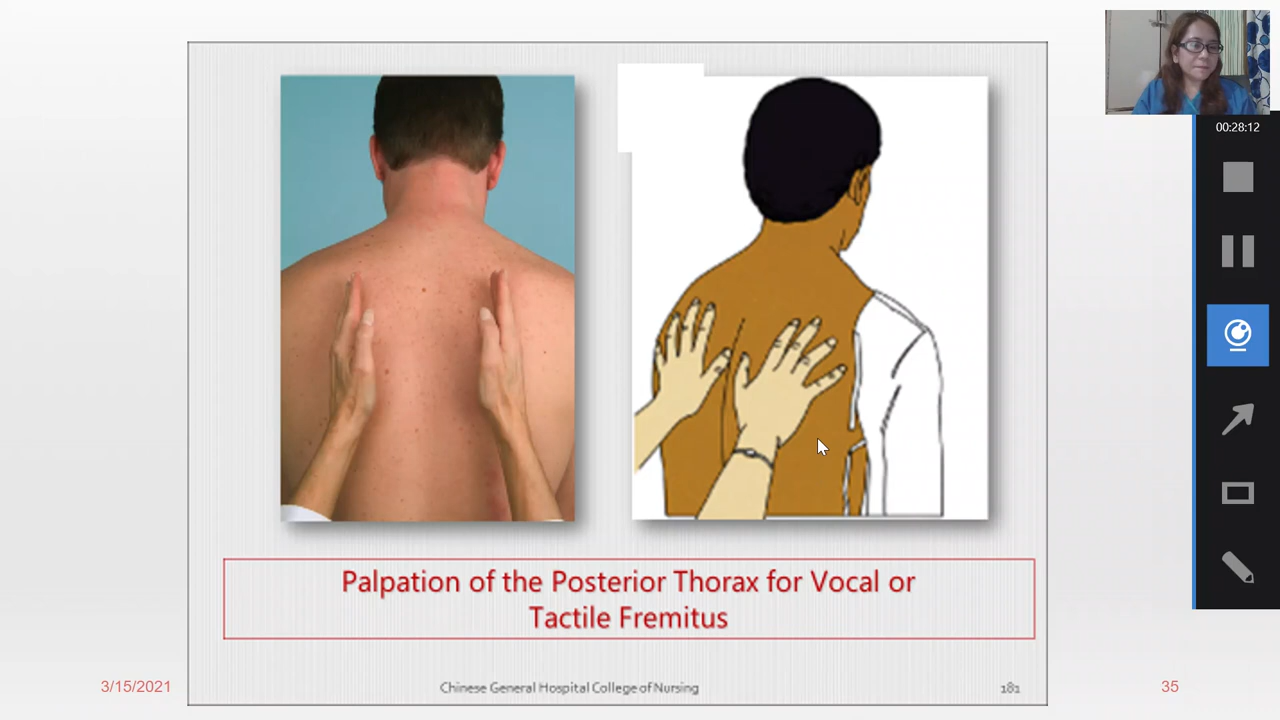 00:28:12
Palpation of the Posterior Thorax for Vocal or
Tactile Fremitus
3/15/2021
Chinese General Hospital College of Nursing
181
35